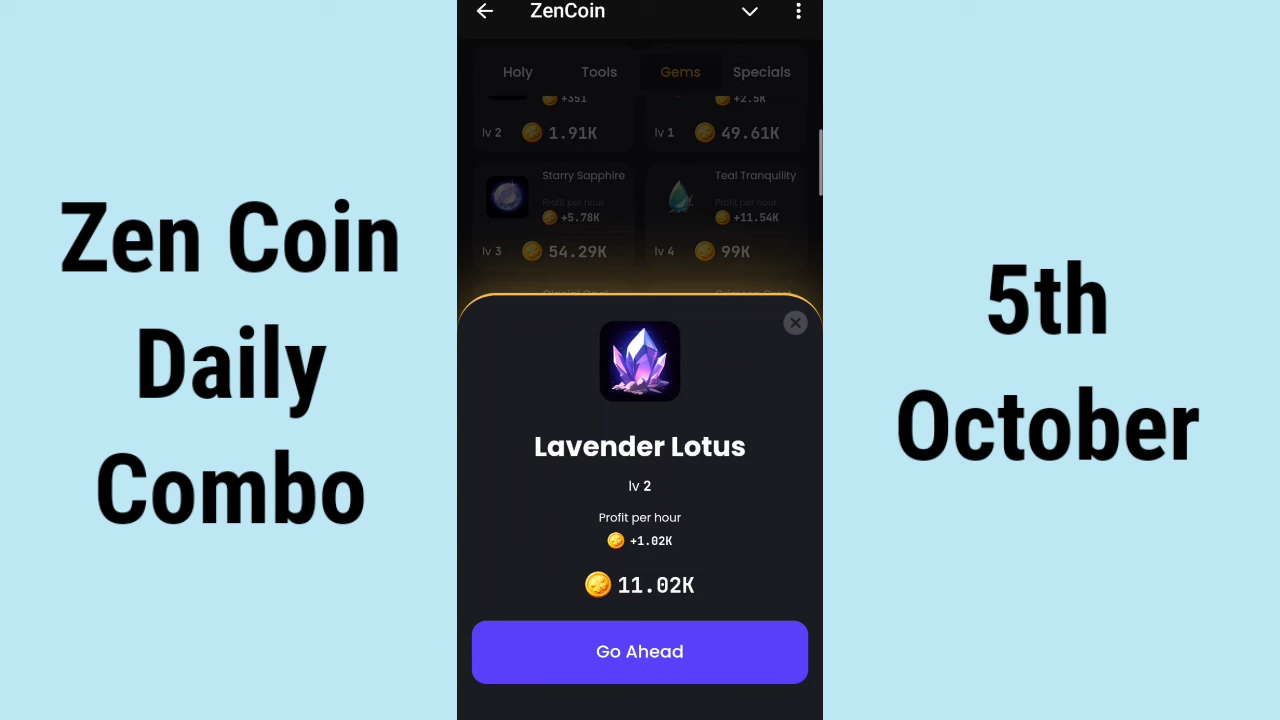 Zen Coin
Daily
Combo
ZenCoin
Holy Tools Gems Specials
+351 +2.5K
lv 2 1.91K lv 1 49.61K
Starry Sapphire Teal Tranquility
Profit per hour Profit per hour
+5.78K +11.54K
lv 3 54.29K lv 4 99K
Lavender Lotus
lv 2
Profit per hour
+1.02K
11.02K
Go Ahead
5th
October